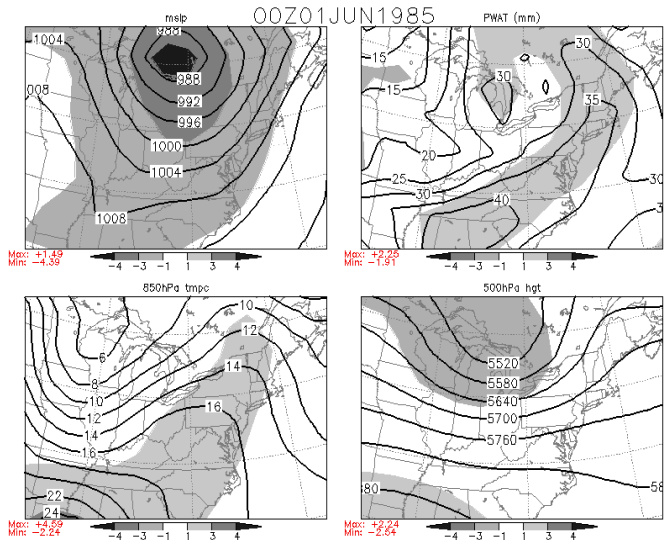 00Z01JUN1985
mslp
PWAT (mm)
1004
988
992
996
1000
1004
1008
008
30
15
15
30
35
20
25
30
40
Max: +1.49
Min: -4.39
-4 -3 -1 1 3 4
Max: +2.25
Min: -1.91
-4 -3 -1 1 3 4
850hPa tmpc
500hPa hgt
10
12
14
16
6
8
10
12
14
16
22
24
5520
5580
5640
5700
5760
80
58
Max: +4.59
Min: -2.24
-4 -3 -1 1 3 4
Max: +2.24
Min: -2.54
-4 -3 -1 1 3 4